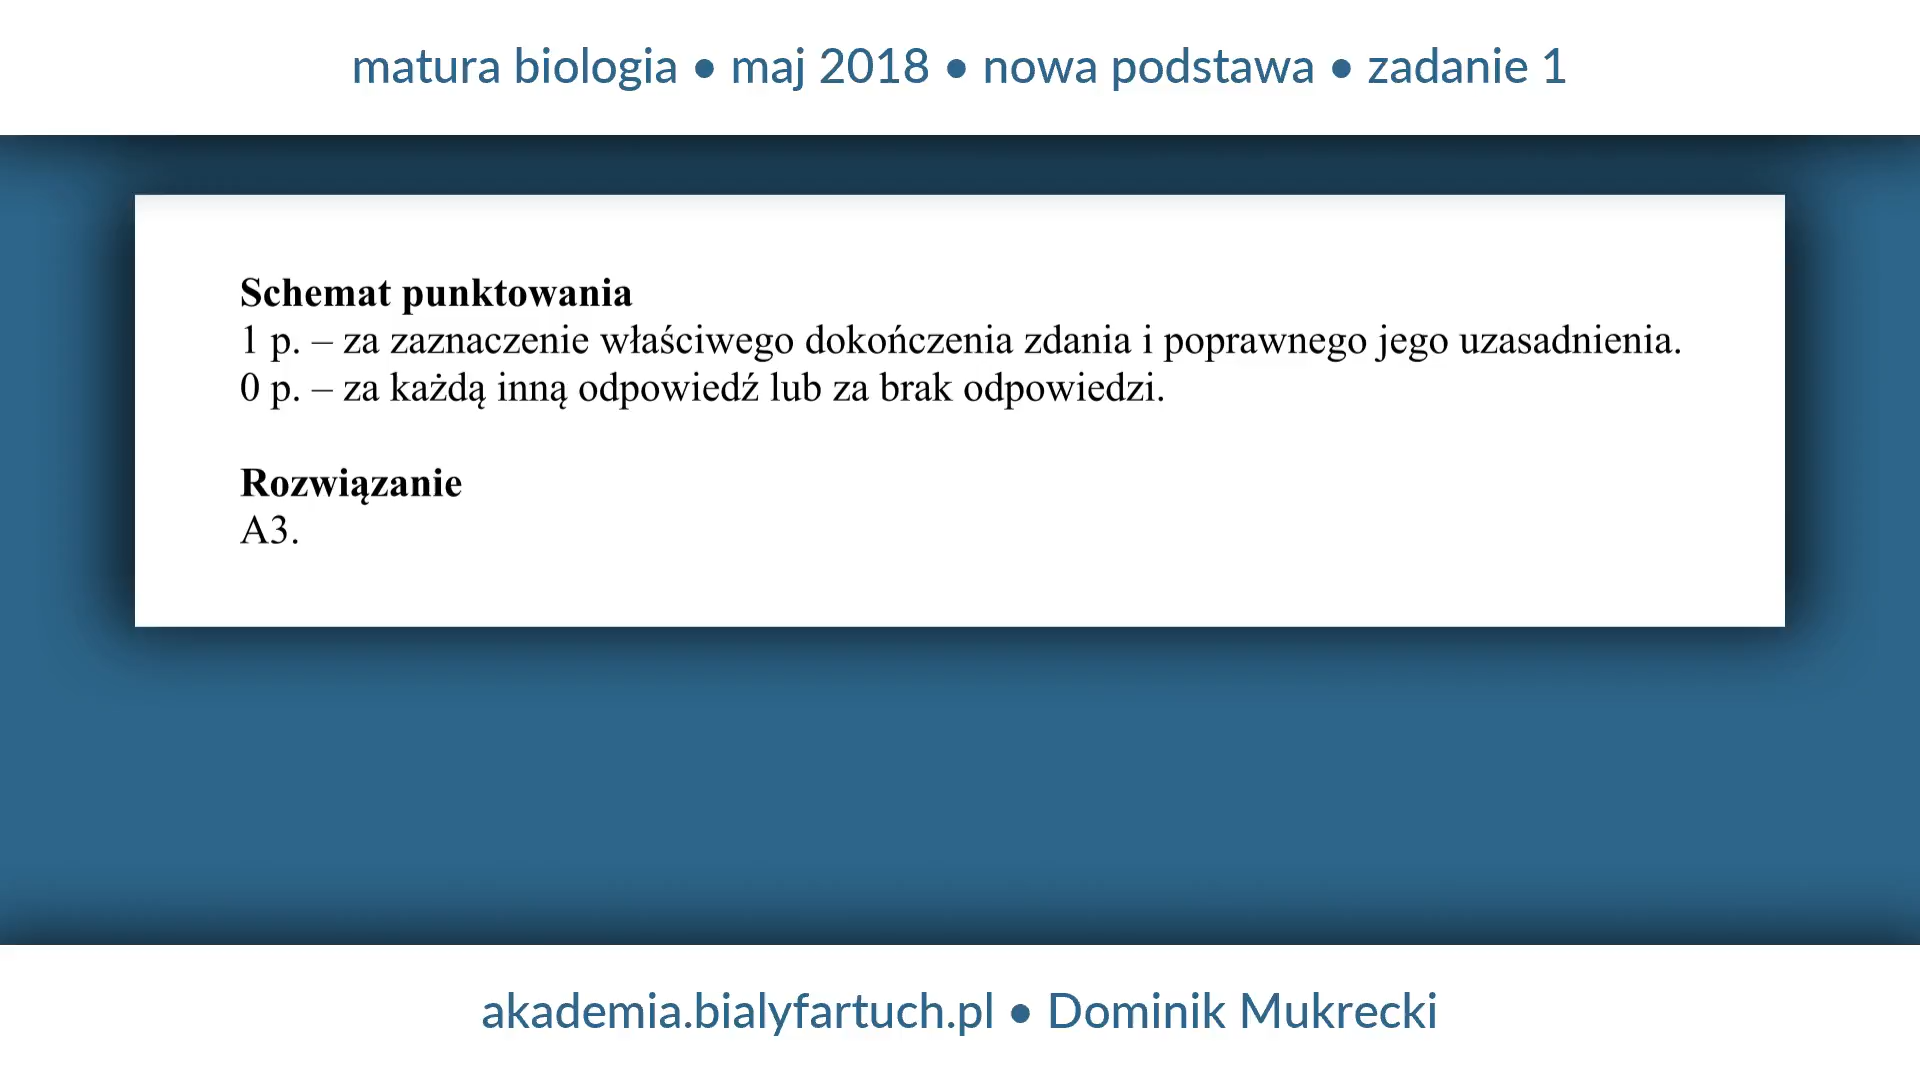 matura biologia • maj 2018 • nowa podstawa • zadanie 1
Schemat punktowania
1 p. – za zaznaczenie właściwego dokończenia zdania i poprawnego jego uzasadnienia.
0 p. – za każdą inną odpowiedź lub za brak odpowiedzi.
Rozwiązanie
A3.
akademia.bialyfartuch.pl • Dominik Mukrecki